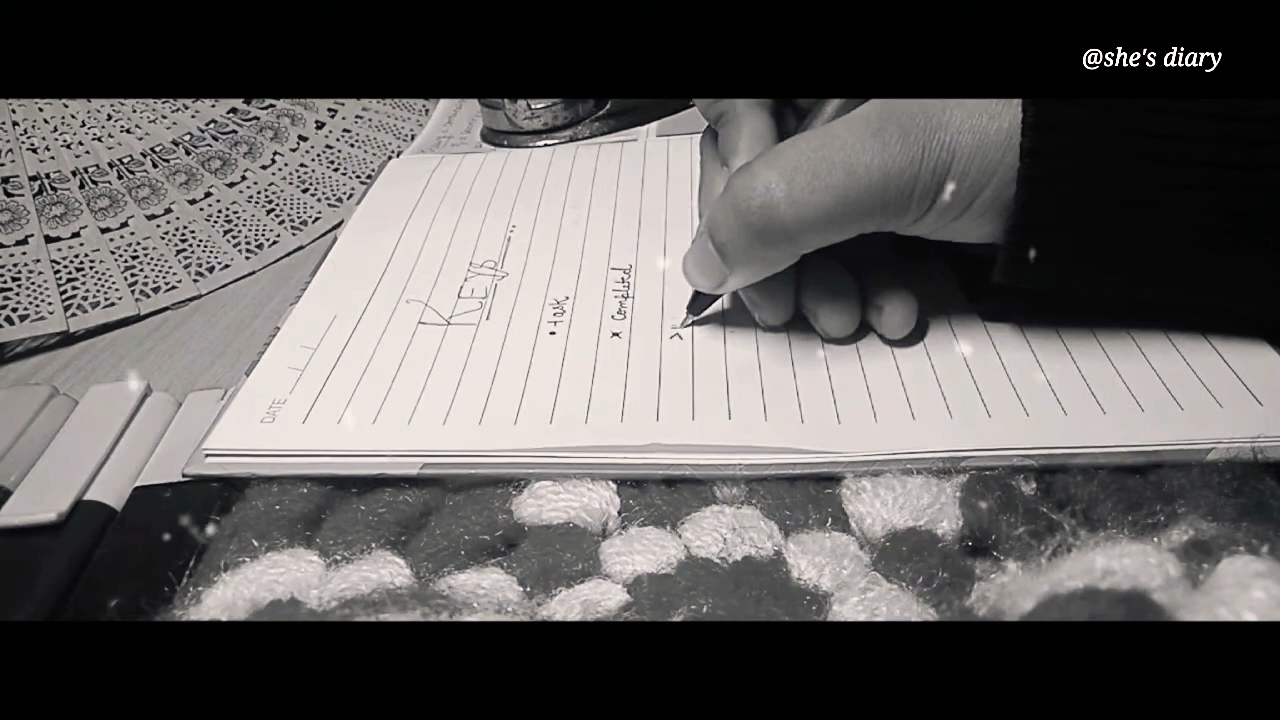 @she's diary
DATE
KEYS
• task
× Completed
>